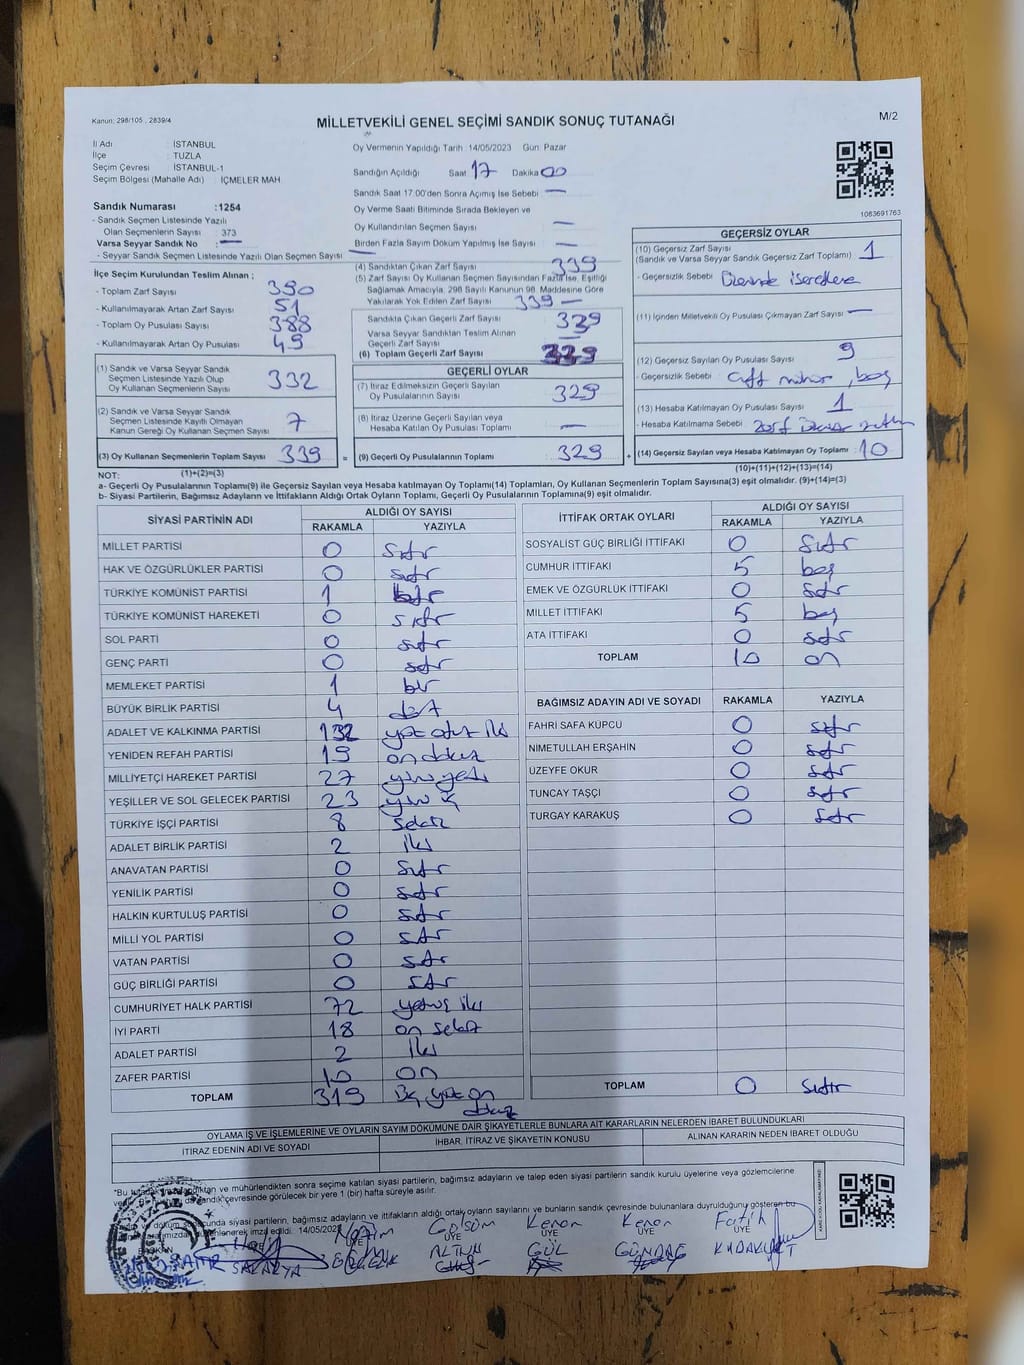 Kanun: 298/105 , 2839/4
M/2
MİLLETVEKİLİ GENEL SEÇİMİ SANDIK SONUÇ TUTANAĞI
İl Adı : İSTANBUL
İlçe : TUZLA
Seçim Çevresi : İSTANBUL-1
Seçim Bölgesi (Mahalle Adı) : İÇMELER MAH
Sandık Numarası : 1254
- Sandık Seçmen Listesinde Yazılı
Olan Seçmenlerin Sayısı : 373
Varsa Seyyar Sandık No : —
- Seyyar Sandık Seçmen Listesinde Yazılı Olan Seçmen Sayısı —
Oy Vermenin Yapıldığı Tarih: 14/05/2023 Gün: Pazar
Sandığın Açıldığı Saat 17 Dakika 00
Sandık Saat 17.00'den Sonra Açılmış İse Sebebi —
Oy Verme Saati Bitiminde Sırada Bekleyen ve
Oy Kullandırılan Seçmen Sayısı —
Birden Fazla Sayım Döküm Yapılmış İse Sayısı —
1083691763
İlçe Seçim Kurulundan Teslim Alınan ;
- Toplam Zarf Sayısı 390
- Kullanılmayarak Artan Zarf Sayısı 51
- Toplam Oy Pusulası Sayısı 388
- Kullanılmayarak Artan Oy Pusulası 49
(1) Sandık ve Varsa Seyyar Sandık
Seçmen Listesinde Yazılı Olup
Oy Kullanan Seçmenlerin Sayısı 332
(2) Sandık ve Varsa Seyyar Sandık
Seçmen Listesinde Kayıtlı Olmayan
Kanun Gereği Oy Kullanan Seçmen Sayısı 7
(3) Oy Kullanan Seçmenlerin Toplam Sayısı 339 =
(4) Sandıktan Çıkan Zarf Sayısı 339
(5) Zarf Sayısı Oy Kullanan Seçmen Sayısından Fazla İse, Eşitliği
Sağlamak Amacıyla, 298 Sayılı Kanunun 98. Maddesine Göre
Yakılarak Yok Edilen Zarf Sayısı 339 —
Sandıkta Çıkan Geçerli Zarf Sayısı 329
Varsa Seyyar Sandıktan Teslim Alınan
Geçerli Zarf Sayısı —
(6) Toplam Geçerli Zarf Sayısı 329
GEÇERLİ OYLAR
(7) İtiraz Edilmeksizin Geçerli Sayılan
Oy Pusulalarının Sayısı 329
(8) İtiraz Üzerine Geçerli Sayılan veya
Hesaba Katılan Oy Pusulası Toplamı —
(9) Geçerli Oy Pusulalarının Toplamı 329 +
GEÇERSİZ OYLAR
(10) Geçersiz Zarf Sayısı
(Sandık ve Varsa Seyyar Sandık Geçersiz Zarf Toplamı) 1
- Geçersizlik Sebebi Üzerinde
(11) İçinden Milletvekili Oy Pusulası Çıkmayan Zarf Sayısı —
(12) Geçersiz Sayılan Oy Pusulası Sayısı 9
- Geçersizlik Sebebi Çift mühür, boş
(13) Hesaba Katılmayan Oy Pusulası Sayısı 1
- Hesaba Katılmama Sebebi zarf
(14) Geçersiz Sayılan veya Hesaba Katılmayan Oy Toplamı 10
NOT: (1)+(2)=(3)
(10)+(11)+(12)+(13)=(14)
a- Geçerli Oy Pusulalarının Toplamı(9) ile Geçersiz Sayılan veya Hesaba katılmayan Oy Toplamı(14) Toplamları, Oy Kullanan Seçmenlerin Toplam Sayısına(3) eşit olmalıdır. (9)+(14)=(3)
b- Siyasi Partilerin, Bağımsız Adayların ve İttifakların Aldığı Ortak Oyların Toplamı, Geçerli Oy Pusulalarının Toplamına(9) eşit olmalıdır.
SİYASİ PARTİNİN ADI ALDIĞI OY SAYISI
RAKAMLA YAZIYLA
MİLLET PARTİSİ 0 sıfır
HAK VE ÖZGÜRLÜKLER PARTİSİ 0 sıfır
TÜRKİYE KOMÜNİST PARTİSİ 1 bir
TÜRKİYE KOMÜNİST HAREKETİ 0 sıfır
SOL PARTİ 0 sıfır
GENÇ PARTİ 0 sıfır
MEMLEKET PARTİSİ 1 bir
BÜYÜK BİRLİK PARTİSİ 4 dört
ADALET VE KALKINMA PARTİSİ 132 yüz otuz iki
YENİDEN REFAH PARTİSİ 19 on dokuz
MİLLİYETÇİ HAREKET PARTİSİ 27 yirmi yedi
YEŞİLLER VE SOL GELECEK PARTİSİ 23 yirmi üç
TÜRKİYE İŞÇİ PARTİSİ 8 sekiz
ADALET BİRLİK PARTİSİ 2 iki
ANAVATAN PARTİSİ 0 sıfır
YENİLİK PARTİSİ 0 sıfır
HALKIN KURTULUŞ PARTİSİ 0 sıfır
MİLLİ YOL PARTİSİ 0 sıfır
VATAN PARTİSİ 0 sıfır
GÜÇ BİRLİĞİ PARTİSİ 0 sıfır
CUMHURİYET HALK PARTİSİ 72 yetmiş iki
İYİ PARTİ 18 on sekiz
ADALET PARTİSİ 2 iki
ZAFER PARTİSİ 10 on
TOPLAM 319 üç yüz on
dokuz
İTTİFAK ORTAK OYLARI ALDIĞI OY SAYISI
RAKAMLA YAZIYLA
SOSYALİST GÜÇ BİRLİĞİ İTTİFAKI 0 sıfır
CUMHUR İTTİFAKI 5 beş
EMEK VE ÖZGÜRLÜK İTTİFAKI 0 sıfır
MİLLET İTTİFAKI 5 beş
ATA İTTİFAKI 0 sıfır
TOPLAM 10 on
BAĞIMSIZ ADAYIN ADI VE SOYADI RAKAMLA YAZIYLA
FAHRİ SAFA KÜPCÜ 0 sıfır
NİMETULLAH ERŞAHİN 0 sıfır
ÜZEYFE OKUR 0 sıfır
TUNCAY TAŞÇİ 0 sıfır
TURGAY KARAKUŞ 0 sıfır
TOPLAM 0 sıfır
OYLAMA İŞ VE İŞLEMLERİNE VE OYLARIN SAYIM DÖKÜMÜNE DAİR ŞİKAYETLERLE BUNLARA AİT KARARLARIN NELERDEN İBARET BULUNDUKLARI
İTİRAZ EDENİN ADI VE SOYADI İHBAR, İTİRAZ VE ŞİKAYETİN KONUSU ALINAN KARARIN NEDEN İBARET OLDUĞU
mühürlendikten sonra seçime katılan siyasi partilerin, bağımsız adayların ve talep eden siyasi partilerin sandık kurulu üyelerine veya gözlemcilerine
sandık çevresinde görülecek bir yere 1 (bir) hafta süreyle asılır.
siyasi partilerin, bağımsız adayların ve ittifakların aldığı ortak oyların sayılarını ve bunların sandık çevresinde bulunanlara duyrulduğunu gösteren bu
imza edildi. 14/05/2023
Gülsüm Kenan Kenan Fatih
ÜYE ÜYE ÜYE ÜYE
ALTUN GÜL GÜNDAĞ KADAKURT
SAKARYA